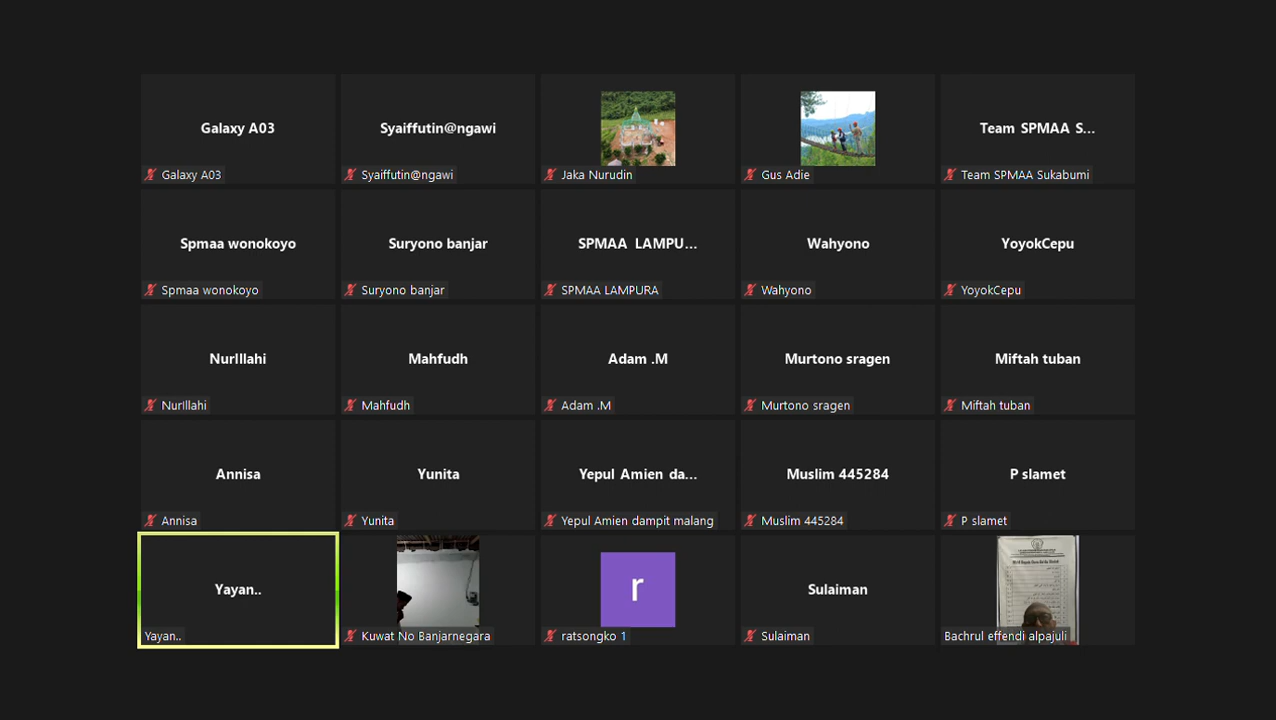 Galaxy A03
Galaxy A03
Syaiffutin@ngawi
Syaiffutin@ngawi
Jaka Nurudin
Gus Adie
Team SPMAA S...
Team SPMAA Sukabumi
Spmaa wonokoyo
Spmaa wonokoyo
Suryono banjar
Suryono banjar
SPMAA LAMPU...
SPMAA LAMPURA
Wahyono
Wahyono
YoyokCepu
YoyokCepu
NurIllahi
NurIllahi
Mahfudh
Mahfudh
Adam .M
Adam .M
Murtono sragen
Murtono sragen
Miftah tuban
Miftah tuban
Annisa
Annisa
Yunita
Yunita
Yepul Amien da...
Yepul Amien dampit malang
Muslim 445284
Muslim 445284
P slamet
P slamet
Yayan..
Yayan..
Kuwat No Banjarnegara
r
ratsongko 1
Sulaiman
Sulaiman
Bachrul effendi alpajuli